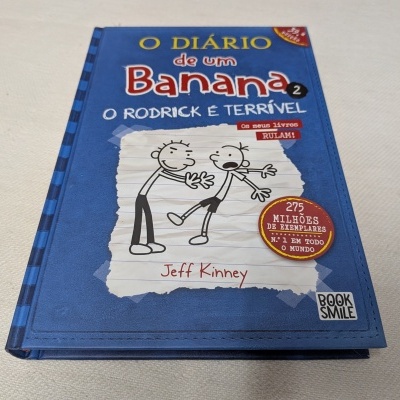 O DIÁRIO
de um
Banana 2
O RODRICK É TERRÍVEL
Os seus livros
RULAM!
275
MILHÕES
DE EXEMPLARES
N.º 1 EM TODO
O MUNDO
Jeff Kinney
BOOK
SMILE